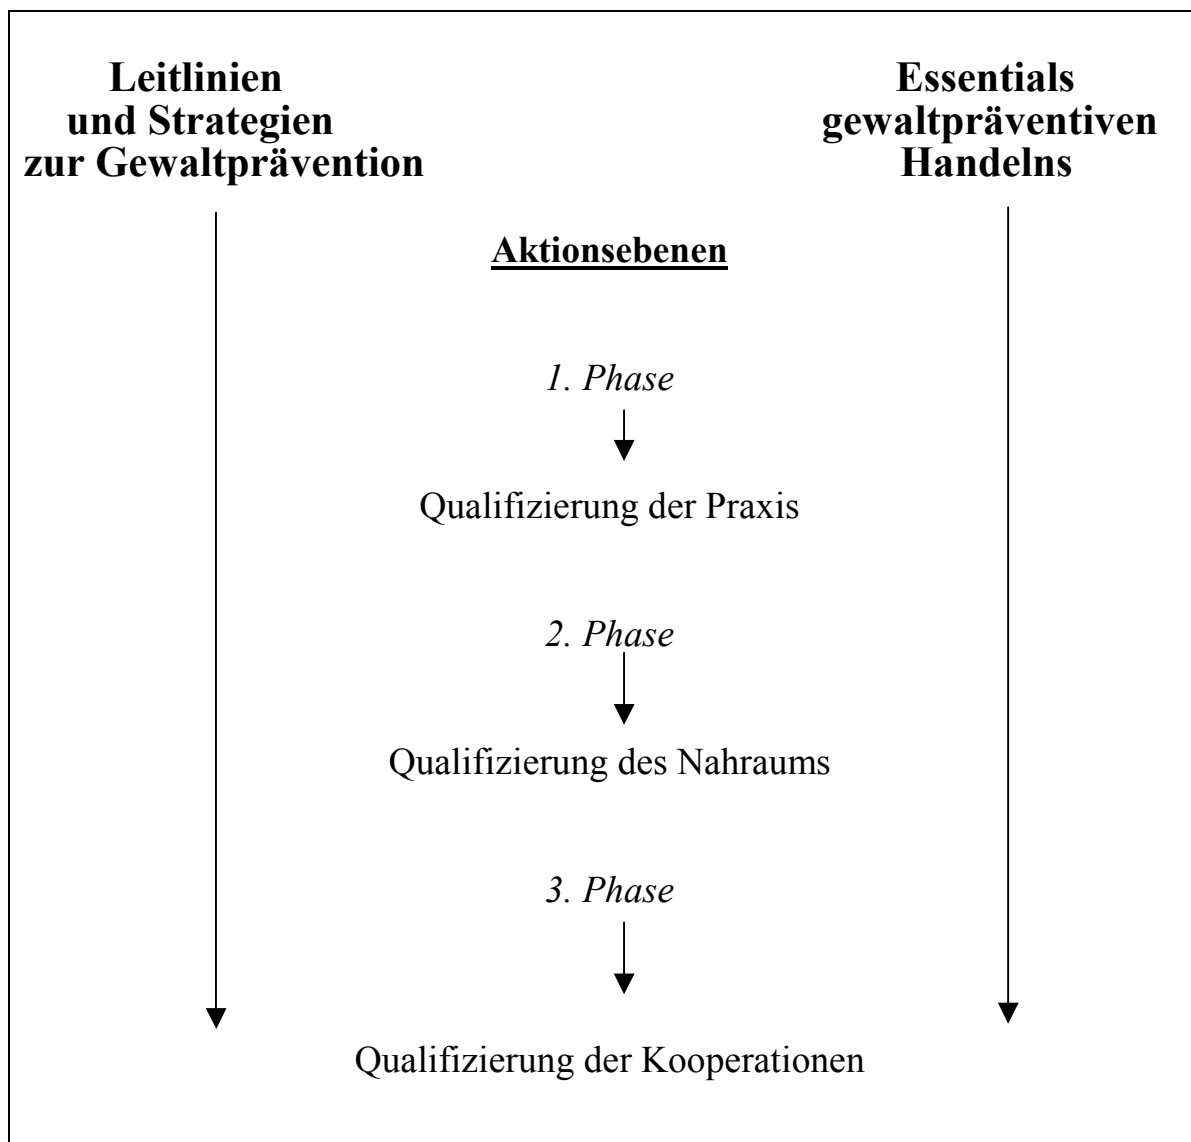 Leitlinien
und Strategien
zur Gewaltprävention
Essentials
gewaltpräventiven
Handelns
Aktionsebenen
1. Phase
Qualifizierung der Praxis
2. Phase
Qualifizierung des Nahraums
3. Phase
Qualifizierung der Kooperationen